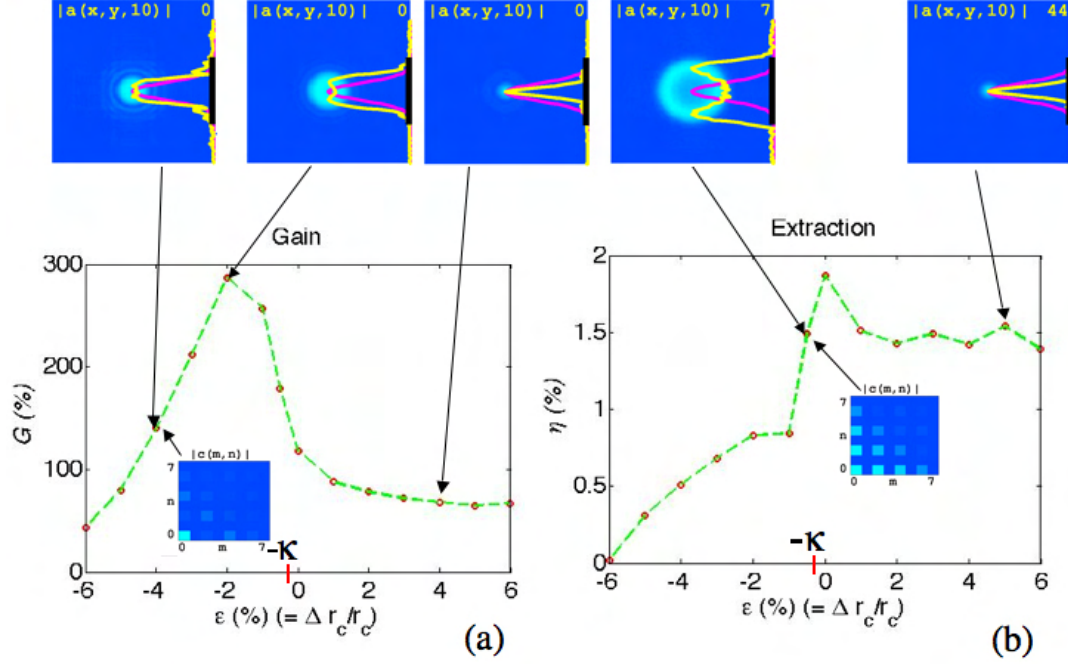 |a(x,y,10)| 0
|a(x,y,10)| 0
|a(x,y,10)| 0
|a(x,y,10)| 7
|a(x,y,10)| 44
Gain
300
200
100
0
G (%)
-6 -4 -2 0 2 4 6
-κ
ε (%) (= Δ r_c/r_c)
(a)
|c(m,n)|
7
n
0
0 m 7
Extraction
2
1.5
1
0.5
0
η (%)
-6 -4 -2 0 2 4 6
-κ
ε (%) (= Δ r_c/r_c)
(b)
|c(m,n)|
7
n
0
0 m 7